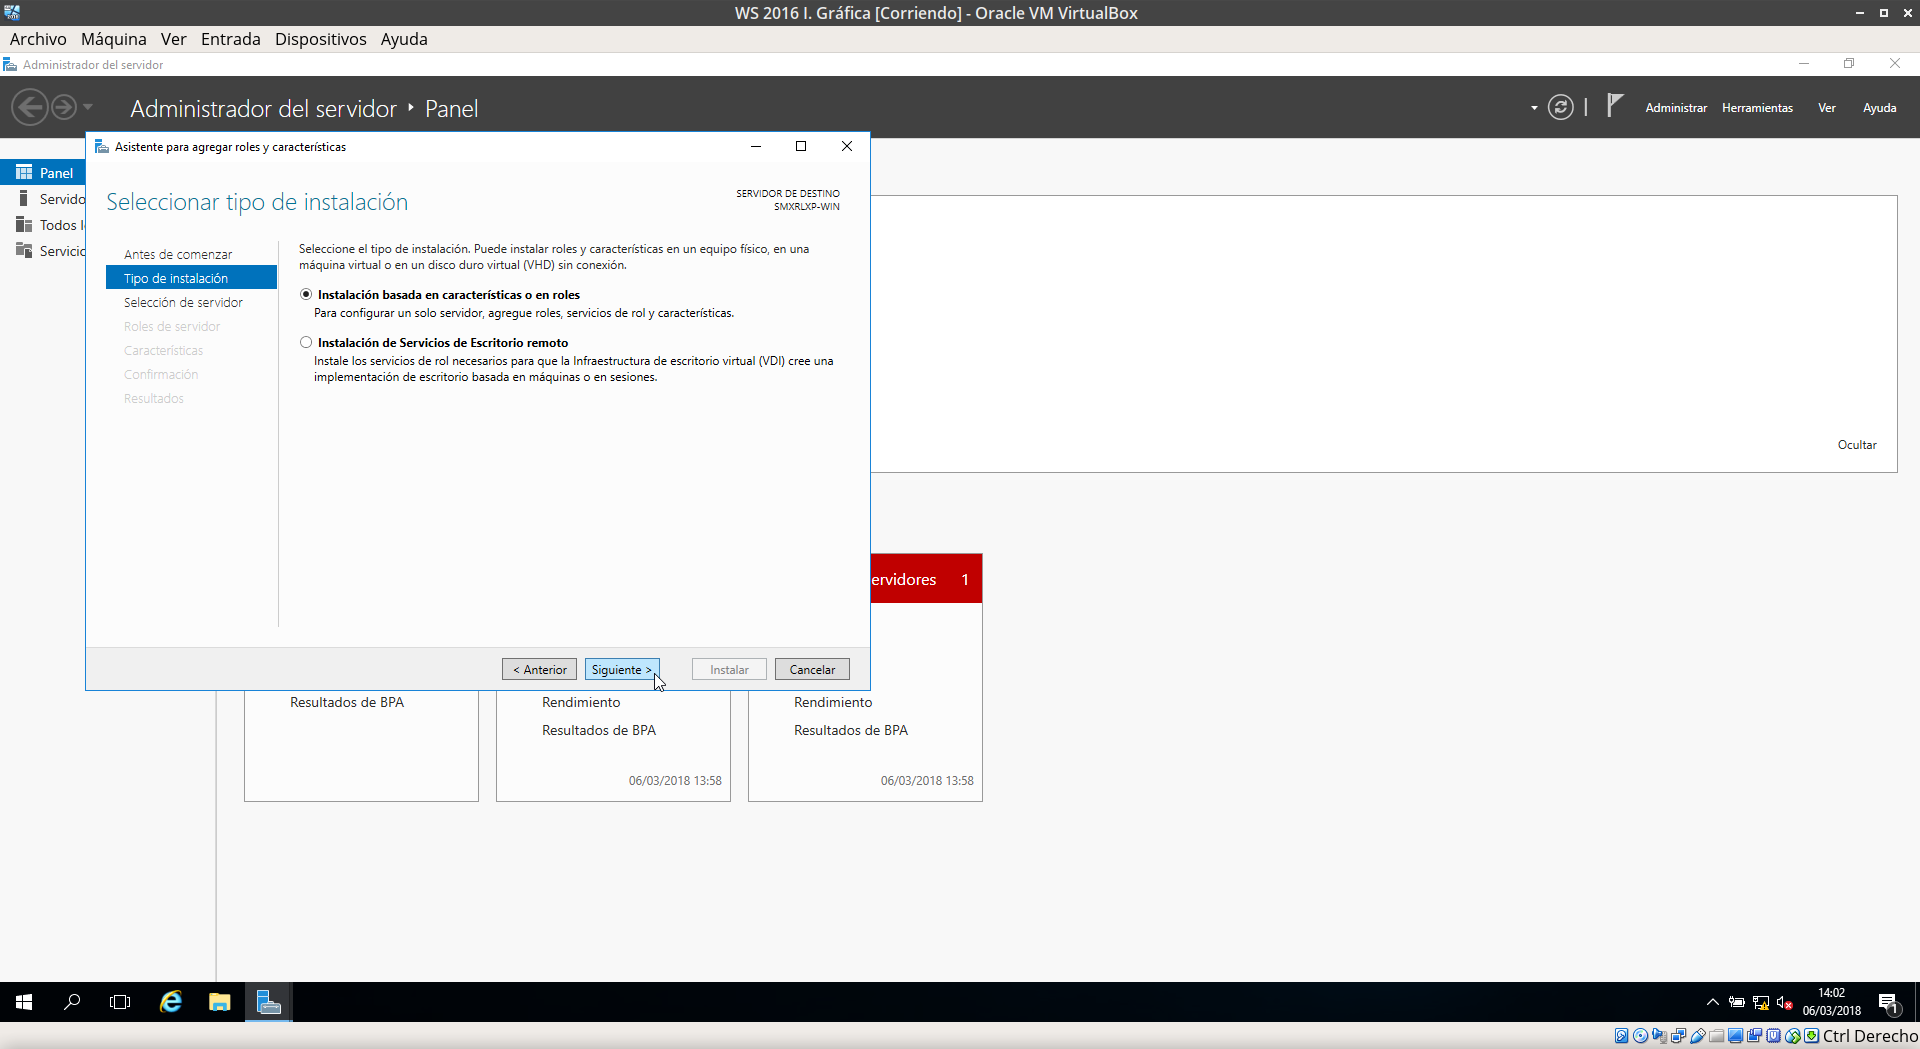 WS 2016 I. Gráfica [Corriendo] - Oracle VM VirtualBox
Archivo Máquina Ver Entrada Dispositivos Ayuda
Administrador del servidor
Administrador del servidor ‣ Panel
Administrar Herramientas Ver Ayuda
Asistente para agregar roles y características
Panel
Servido
Todos l
Servicio
Seleccionar tipo de instalación
SERVIDOR DE DESTINO
SMXRLXP-WIN
Antes de comenzar
Tipo de instalación
Selección de servidor
Roles de servidor
Características
Confirmación
Resultados
Seleccione el tipo de instalación. Puede instalar roles y características en un equipo físico, en una
máquina virtual o en un disco duro virtual (VHD) sin conexión.
Instalación basada en características o en roles
Para configurar un solo servidor, agregue roles, servicios de rol y características.
Instalación de Servicios de Escritorio remoto
Instale los servicios de rol necesarios para que la Infraestructura de escritorio virtual (VDI) cree una
implementación de escritorio basada en máquinas o en sesiones.
Ocultar
ervidores 1
< Anterior Siguiente > Instalar Cancelar
Resultados de BPA
Rendimiento
Resultados de BPA
06/03/2018 13:58
Rendimiento
Resultados de BPA
06/03/2018 13:58
14:02
06/03/2018
1
Ctrl Derecho